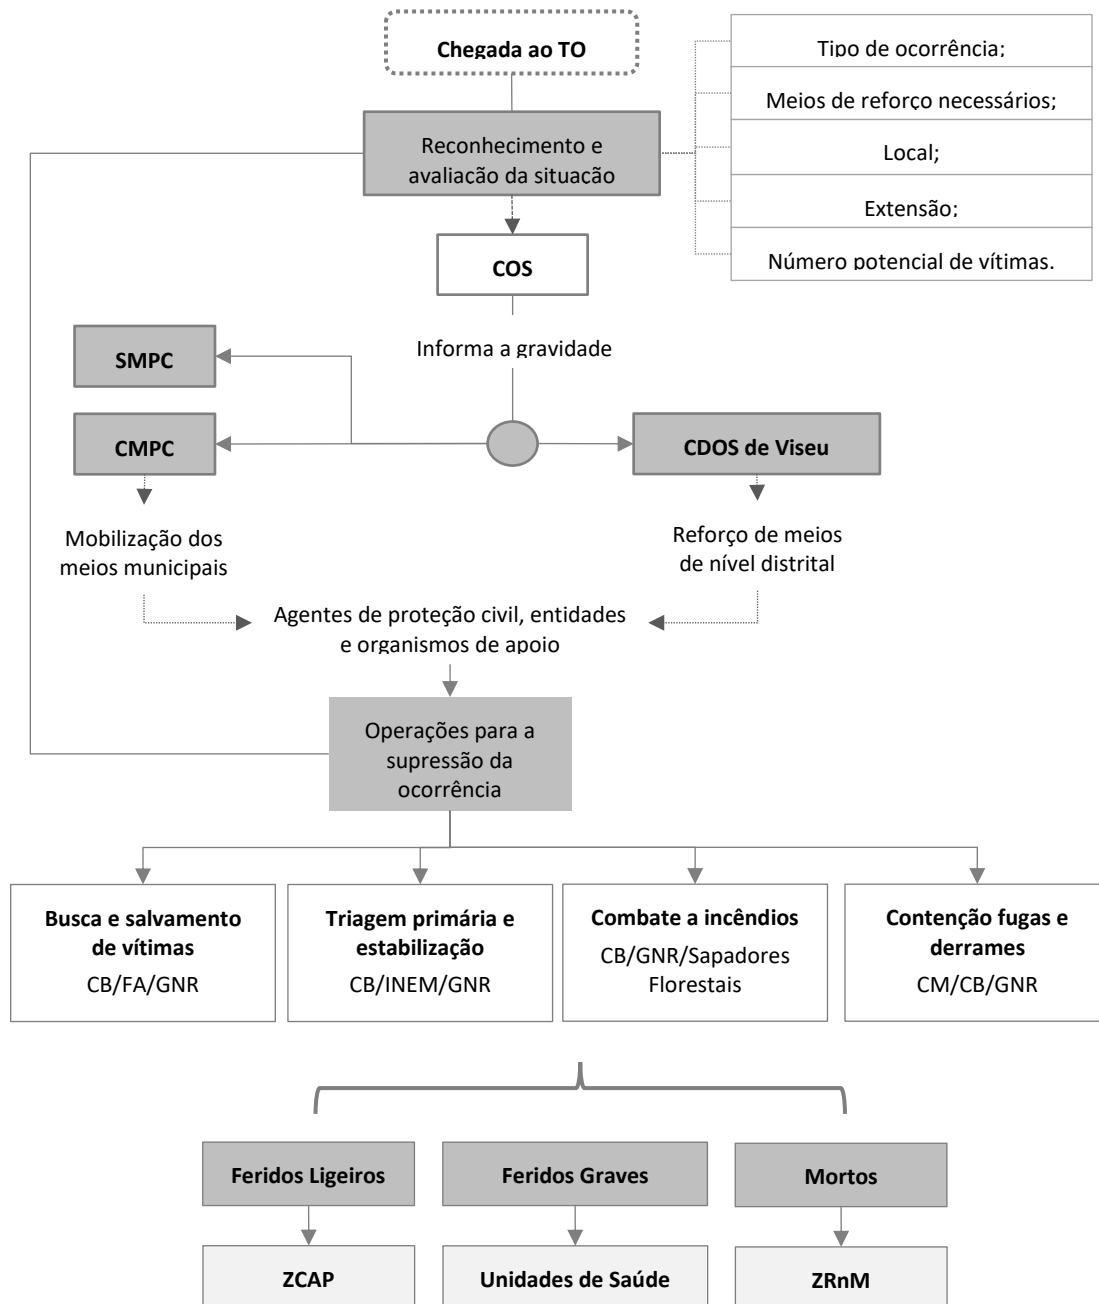 Chegada ao TO
Tipo de ocorrência;
Meios de reforço necessários;
Local;
Extensão;
Número potencial de vítimas.
Reconhecimento e
avaliação da situação
COS
Informa a gravidade
SMPC
CMPC
CDOS de Viseu
Mobilização dos
meios municipais
Reforço de meios
de nível distrital
Agentes de proteção civil, entidades
e organismos de apoio
Operações para a
supressão da
ocorrência
Busca e salvamento
de vítimas
CB/FA/GNR
Triagem primária e
estabilização
CB/INEM/GNR
Combate a incêndios
CB/GNR/Sapadores
Florestais
Contenção fugas e
derrames
CM/CB/GNR
Feridos Ligeiros
Feridos Graves
Mortos
ZCAP
Unidades de Saúde
ZRnM